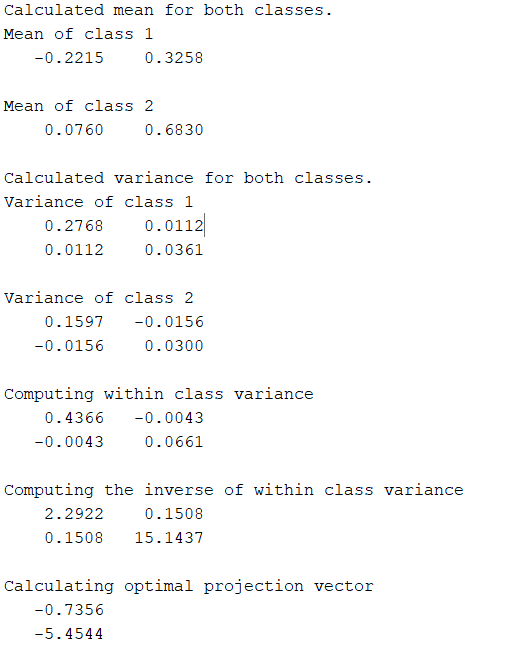 Calculated mean for both classes.
Mean of class 1
-0.2215 0.3258
Mean of class 2
0.0760 0.6830
Calculated variance for both classes.
Variance of class 1
0.2768 0.0112
0.0112 0.0361
Variance of class 2
0.1597 -0.0156
-0.0156 0.0300
Computing within class variance
0.4366 -0.0043
-0.0043 0.0661
Computing the inverse of within class variance
2.2922 0.1508
0.1508 15.1437
Calculating optimal projection vector
-0.7356
-5.4544